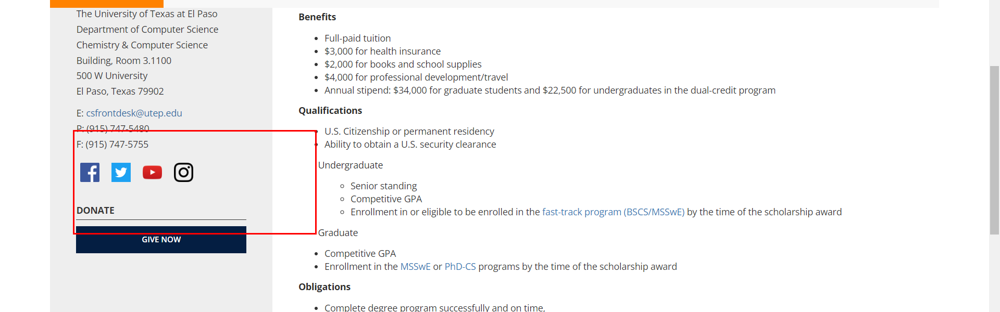 The University of Texas at El Paso
Department of Computer Science
Chemistry & Computer Science
Building, Room 3.1100
500 W University
El Paso, Texas 79902
E: csfrontdesk@utep.edu
P: (915) 747-5480
F: (915) 747-5755
DONATE
GIVE NOW
Benefits
Full-paid tuition
$3,000 for health insurance
$2,000 for books and school supplies
$4,000 for professional development/travel
Annual stipend: $34,000 for graduate students and $22,500 for undergraduates in the dual-credit program
Qualifications
U.S. Citizenship or permanent residency
Ability to obtain a U.S. security clearance
Undergraduate
Senior standing
Competitive GPA
Enrollment in or eligible to be enrolled in the fast-track program (BSCS/MSSwE) by the time of the scholarship award
Graduate
Competitive GPA
Enrollment in the MSSwE or PhD-CS programs by the time of the scholarship award
Obligations
Complete degree program successfully and on time,